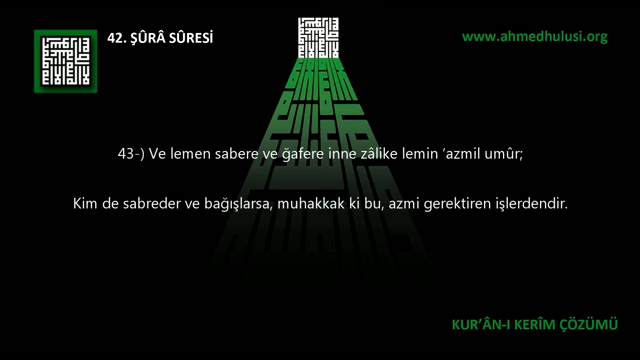 42. ŞÛRÂ SÛRESİ
www.ahmedhulusi.org
43-) Ve lemen sabere ve ğafere inne zâlike lemin ‘azmil umûr;
Kim de sabreder ve bağışlarsa, muhakkak ki bu, azmi gerektiren işlerdendir.
KUR’ÂN-I KERÎM ÇÖZÜMÜ